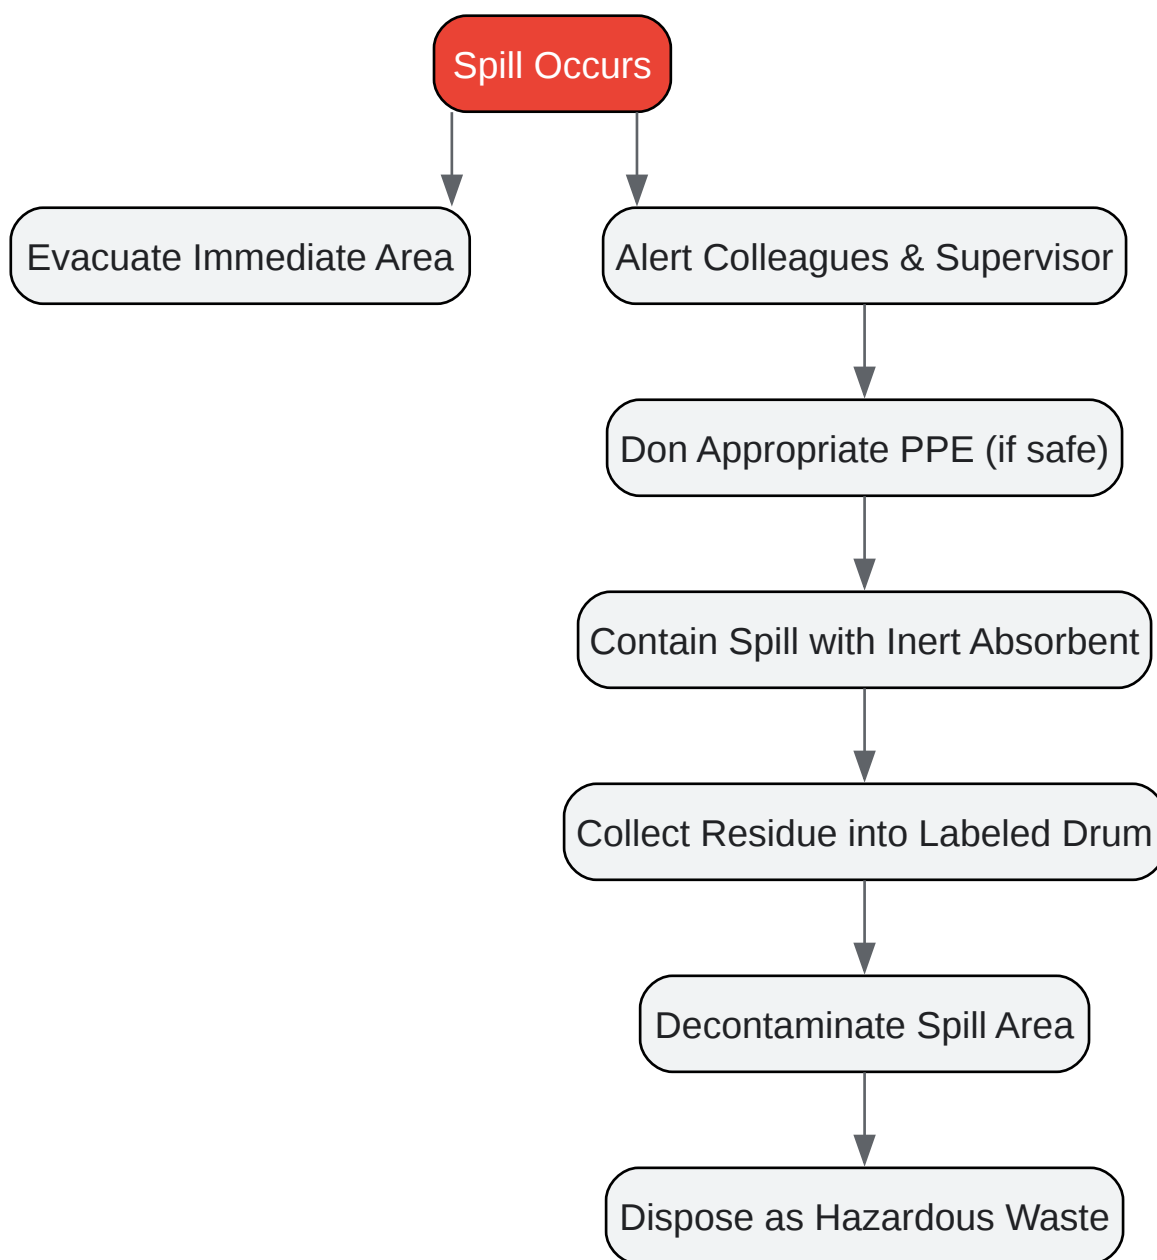 Spill Occurs
Evacuate Immediate Area
Alert Colleagues & Supervisor
Don Appropriate PPE (if safe)
Contain Spill with Inert Absorbent
Collect Residue into Labeled Drum
Decontaminate Spill Area
Dispose as Hazardous Waste